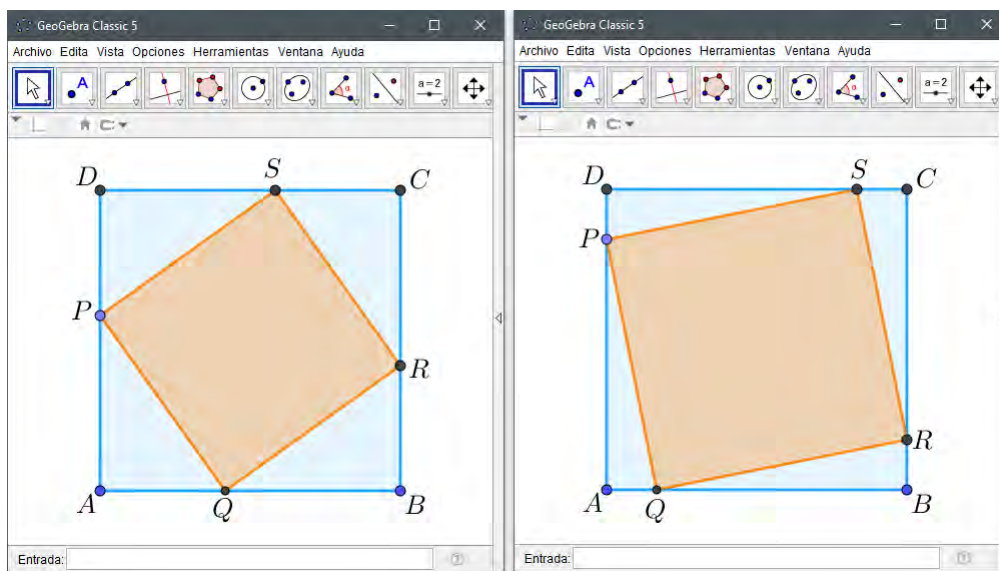 GeoGebra Classic 5
Archivo Edita Vista Opciones Herramientas Ventana Ayuda
A
α
a=2
D
S
C
P
R
A
Q
B
Entrada:
GeoGebra Classic 5
Archivo Edita Vista Opciones Herramientas Ventana Ayuda
A
α
a=2
D
S
C
P
R
A
Q
B
Entrada: